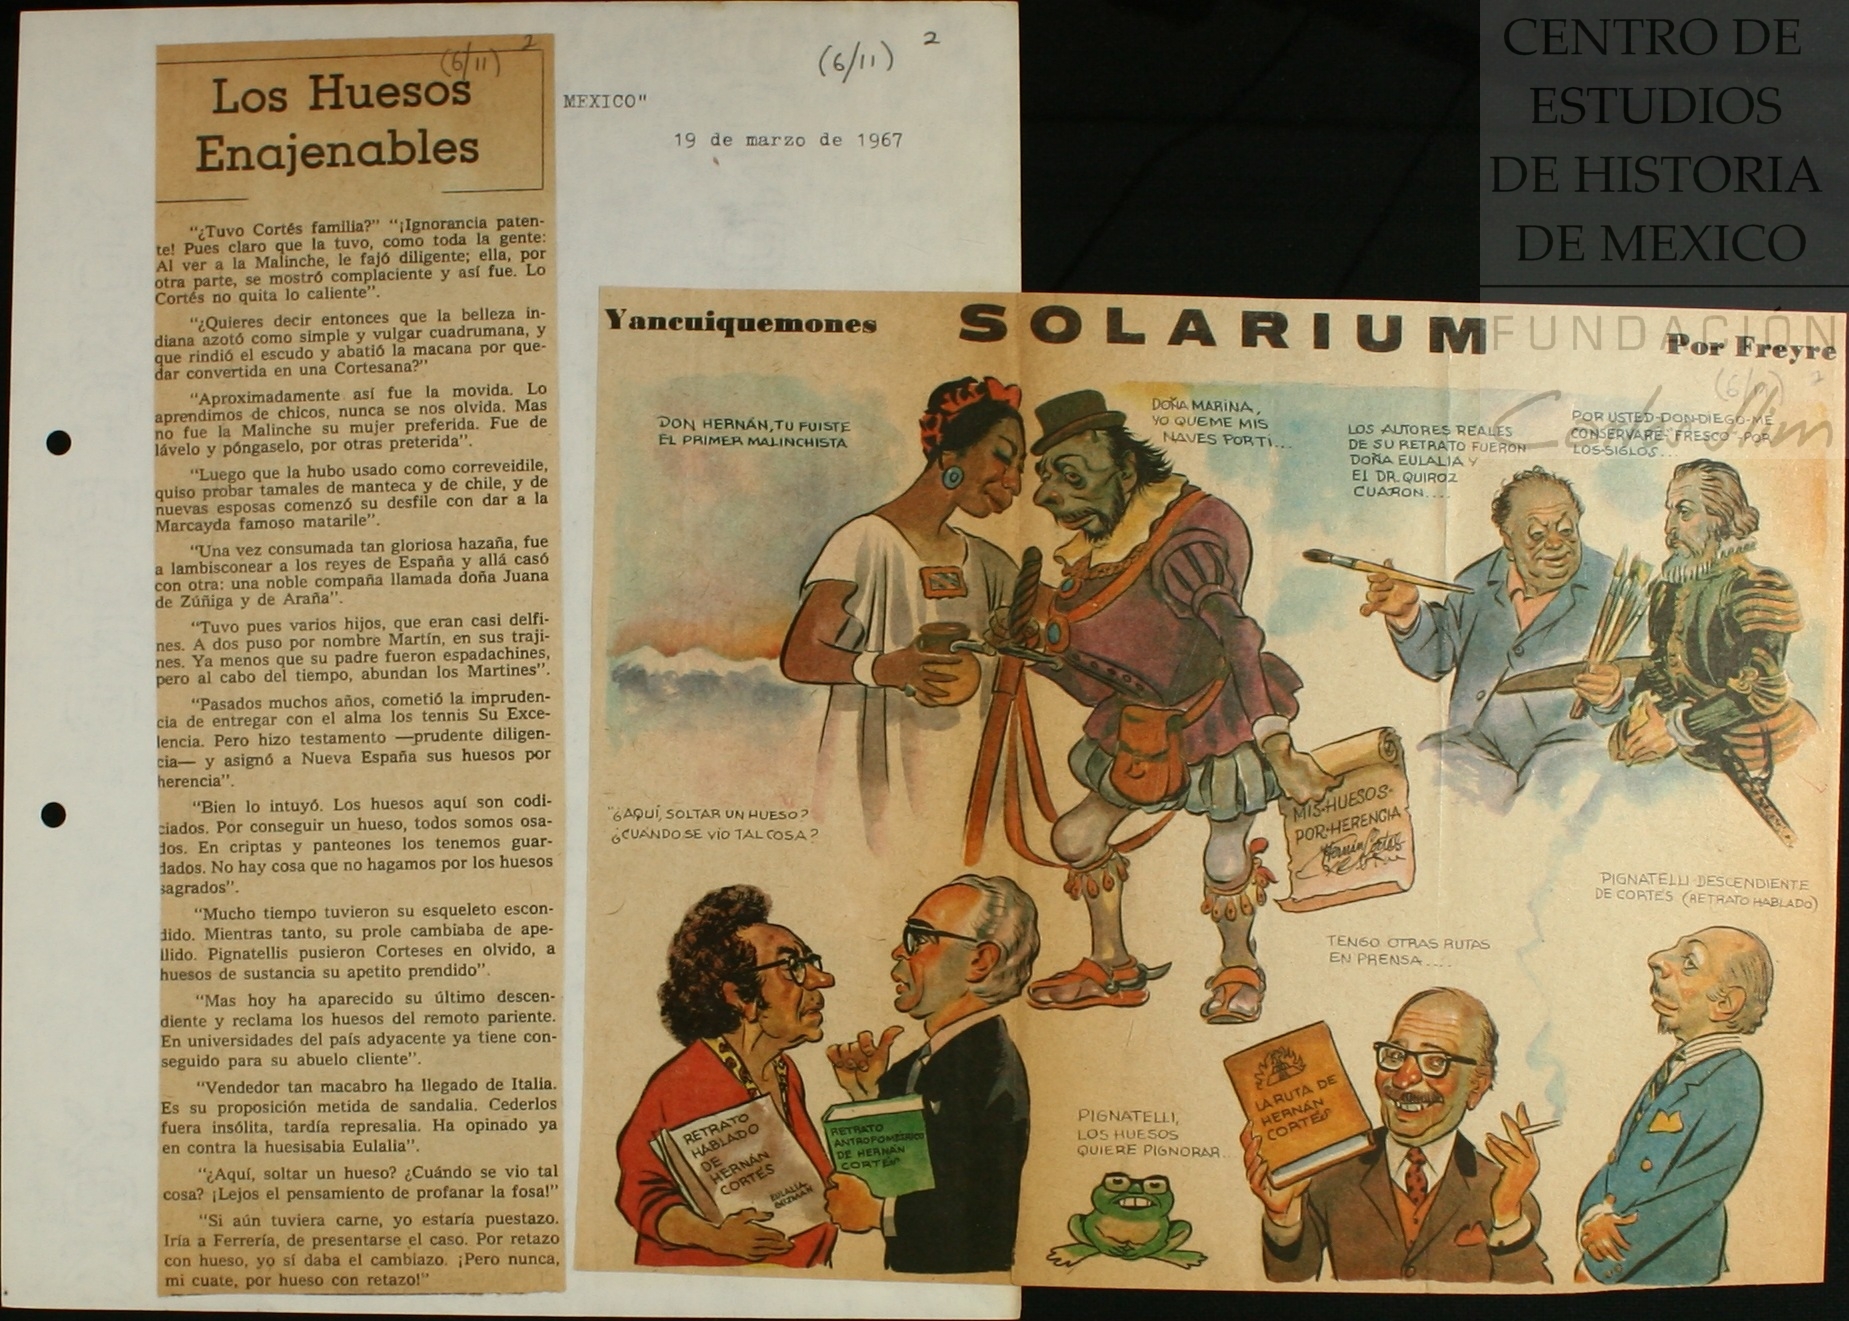 (6/11) 2
Los Huesos
Enajenables
"¿Tuvo Cortés familia?" "¡Ignorancia paten-
te! Pues claro que la tuvo, como toda la gente:
Al ver a la Malinche, le fajó diligente; ella, por
otra parte, se mostró complaciente y así fue. Lo
Cortés no quita lo caliente".
"¿Quieres decir entonces que la belleza in-
diana azotó como simple y vulgar cuadrumana, y
que rindió el escudo y abatió la macana por que-
dar convertida en una Cortesana?"
"Aproximadamente así fue la movida. Lo
aprendimos de chicos, nunca se nos olvida. Mas
no fue la Malinche su mujer preferida. Fue de
lávelo y póngaselo, por otras preterida".
"Luego que la hubo usado como correveidile,
quiso probar tamales de manteca y de chile, y de
nuevas esposas comenzó su desfile con dar a la
Marcayda famoso matarile".
"Una vez consumada tan gloriosa hazaña, fue
a lambisconear a los reyes de España y allá casó
con otra: una noble compaña llamada doña Juana
de Zúñiga y de Araña".
"Tuvo pues varios hijos, que eran casi delfi-
nes. A dos puso por nombre Martín, en sus traji-
nes. Ya menos que su padre fueron espadachines,
pero al cabo del tiempo, abundan los Martines".
"Pasados muchos años, cometió la impruden-
cia de entregar con el alma los tennis Su Exce-
lencia. Pero hizo testamento —prudente diligen-
cia— y asignó a Nueva España sus huesos por
herencia".
"Bien lo intuyó. Los huesos aquí son codi-
ciados. Por conseguir un hueso, todos somos osa-
dos. En criptas y panteones los tenemos guar-
dados. No hay cosa que no hagamos por los huesos
sagrados".
"Mucho tiempo tuvieron su esqueleto escon-
dido. Mientras tanto, su prole cambiaba de ape-
llido. Pignatellis pusieron Corteses en olvido, a
huesos de sustancia su apetito prendido".
"Mas hoy ha aparecido su último descen-
diente y reclama los huesos del remoto pariente.
En universidades del país adyacente ya tiene con-
seguido para su abuelo cliente".
"Vendedor tan macabro ha llegado de Italia.
Es su proposición metida de sandalia. Cederlos
fuera insólita, tardía represalia. Ha opinado ya
en contra la huesisabia Eulalia".
"¿Aquí, soltar un hueso? ¿Cuándo se vio tal
cosa? ¡Lejos el pensamiento de profanar la fosa!"
"Si aún tuviera carne, yo estaría puestazo.
Iría a Ferrería, de presentarse el caso. Por retazo
con hueso, yo sí daba el cambiazo. ¡Pero nunca,
mi cuate, por hueso con retazo!"
(6/11) 2
MEXICO"
19 de marzo de 1967
CENTRO DE
ESTUDIOS
DE HISTORIA
DE MEXICO
FUNDACIÓN
Yancuiquemones SOLARIUM Por Freyre
DON HERNÁN, TU FUISTE
EL PRIMER MALINCHISTA
DOÑA MARINA,
YO QUEME MIS
NAVES POR TI...
LOS AUTORES REALES
DE SU RETRATO FUERON
DOÑA EULALIA Y
EL DR. QUIROZ
CUARON....
POR USTED-DON-DIEGO-ME
CONSERVARE-"FRESCO"-POR
LOS-SIGLOS...
MIS-HUESOS-
POR-HERENCIA
Hernán Cortés
"¿AQUÍ, SOLTAR UN HUESO?
¿CUÁNDO SE VIO TAL COSA?
RETRATO
HABLADO
DE
HERNÁN
CORTÉS
EULALIA
GUZMÁN
RETRATO
ANTROPOMÉTRICO
DE HERNAN
CORTÉS
PIGNATELLI,
LOS HUESOS
QUIERE PIGNORAR..
TENGO OTRAS RUTAS
EN PRENSA....
LA RUTA DE
HERNÁN
CORTÉS
PIGNATELLI DESCENDIENTE
DE CORTÉS (RETRATO HABLADO)